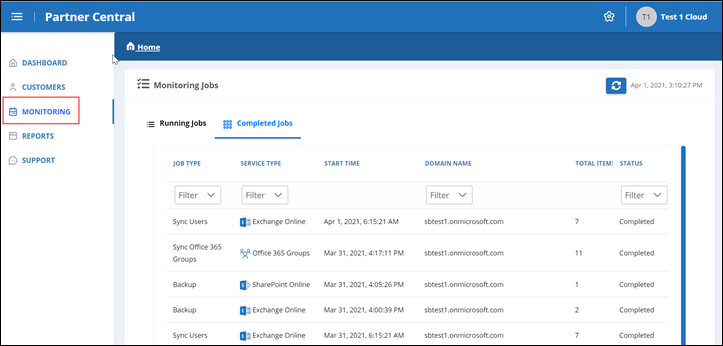 Partner Central
T1
Test 1 Cloud
Home
DASHBOARD
CUSTOMERS
MONITORING
REPORTS
SUPPORT
Monitoring Jobs
Apr 1, 2021, 3:10:27 PM
Running Jobs
Completed Jobs
JOB TYPE SERVICE TYPE START TIME DOMAIN NAME TOTAL ITEMS STATUS
Filter Filter Filter Filter
Sync Users Exchange Online Apr 1, 2021, 6:15:21 AM sbtest1.onmicrosoft.com 7 Completed
Sync Office 365
Groups Office 365 Groups Mar 31, 2021, 4:17:11 PM sbtest1.onmicrosoft.com 11 Completed
Backup SharePoint Online Mar 31, 2021, 4:05:26 PM sbtest1.onmicrosoft.com 1 Completed
Backup Exchange Online Mar 31, 2021, 4:00:39 PM sbtest1.onmicrosoft.com 2 Completed
Sync Users Exchange Online Mar 31, 2021, 6:15:21 AM sbtest1.onmicrosoft.com 7 Completed